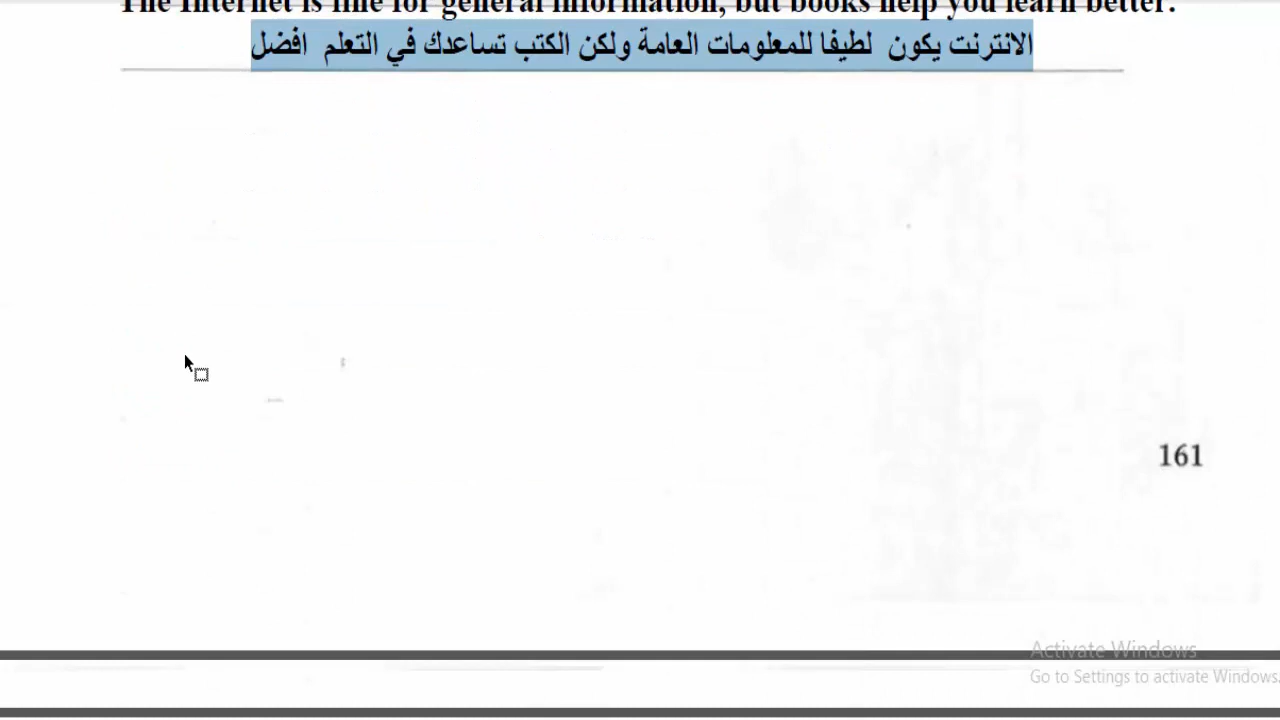 The Internet is fine for general information, but books help you learn better.
الانترنت يكون لطيفا للمعلومات العامة ولكن الكتب تساعدك في التعلم افضل
161
Activate Windows
Go to Settings to activate Windows.